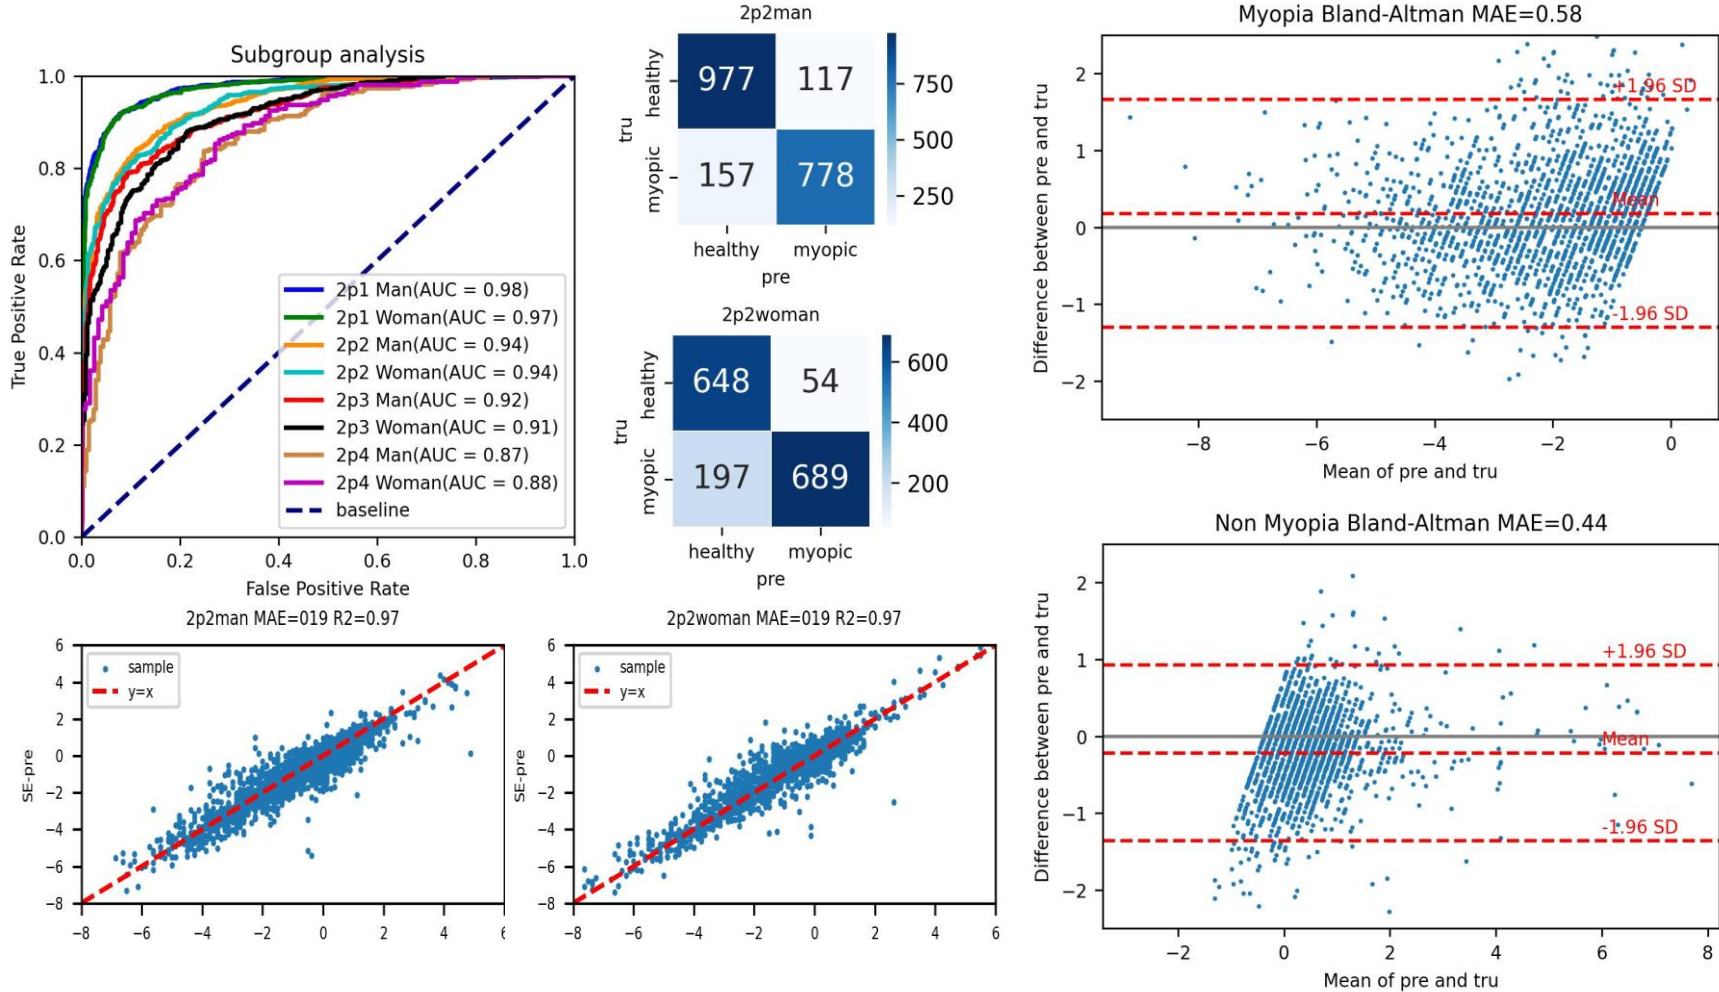 Subgroup analysis
1.0
0.8
0.6
0.4
0.2
0.0
True Positive Rate
2p1 Man(AUC = 0.98)
2p1 Woman(AUC = 0.97)
2p2 Man(AUC = 0.94)
2p2 Woman(AUC = 0.94)
2p3 Man(AUC = 0.92)
2p3 Woman(AUC = 0.91)
2p4 Man(AUC = 0.87)
2p4 Woman(AUC = 0.88)
baseline
0.0 0.2 0.4 0.6 0.8 1.0
False Positive Rate
2p2man
healthy
977 117
tru
myopic
157 778
750
500
250
healthy myopic
pre
2p2woman
healthy
648 54
tru
myopic
197 689
600
400
200
healthy myopic
pre
Myopia Bland-Altman MAE=0.58
Difference between pre and tru
2
1
0
−1
−2
+1.96 SD
Mean
-1.96 SD
−8 −6 −4 −2 0
Mean of pre and tru
2p2man MAE=019 R2=0.97
SE-pre
6
4
2
0
−2
−4
−6
−8
sample
y=x
−8 −6 −4 −2 0 2 4 6
2p2woman MAE=019 R2=0.97
SE-pre
6
4
2
0
−2
−4
−6
−8
sample
y=x
−8 −6 −4 −2 0 2 4 6
Non Myopia Bland-Altman MAE=0.44
Difference between pre and tru
2
1
0
−1
−2
+1.96 SD
Mean
-1.96 SD
−2 0 2 4 6 8
Mean of pre and tru